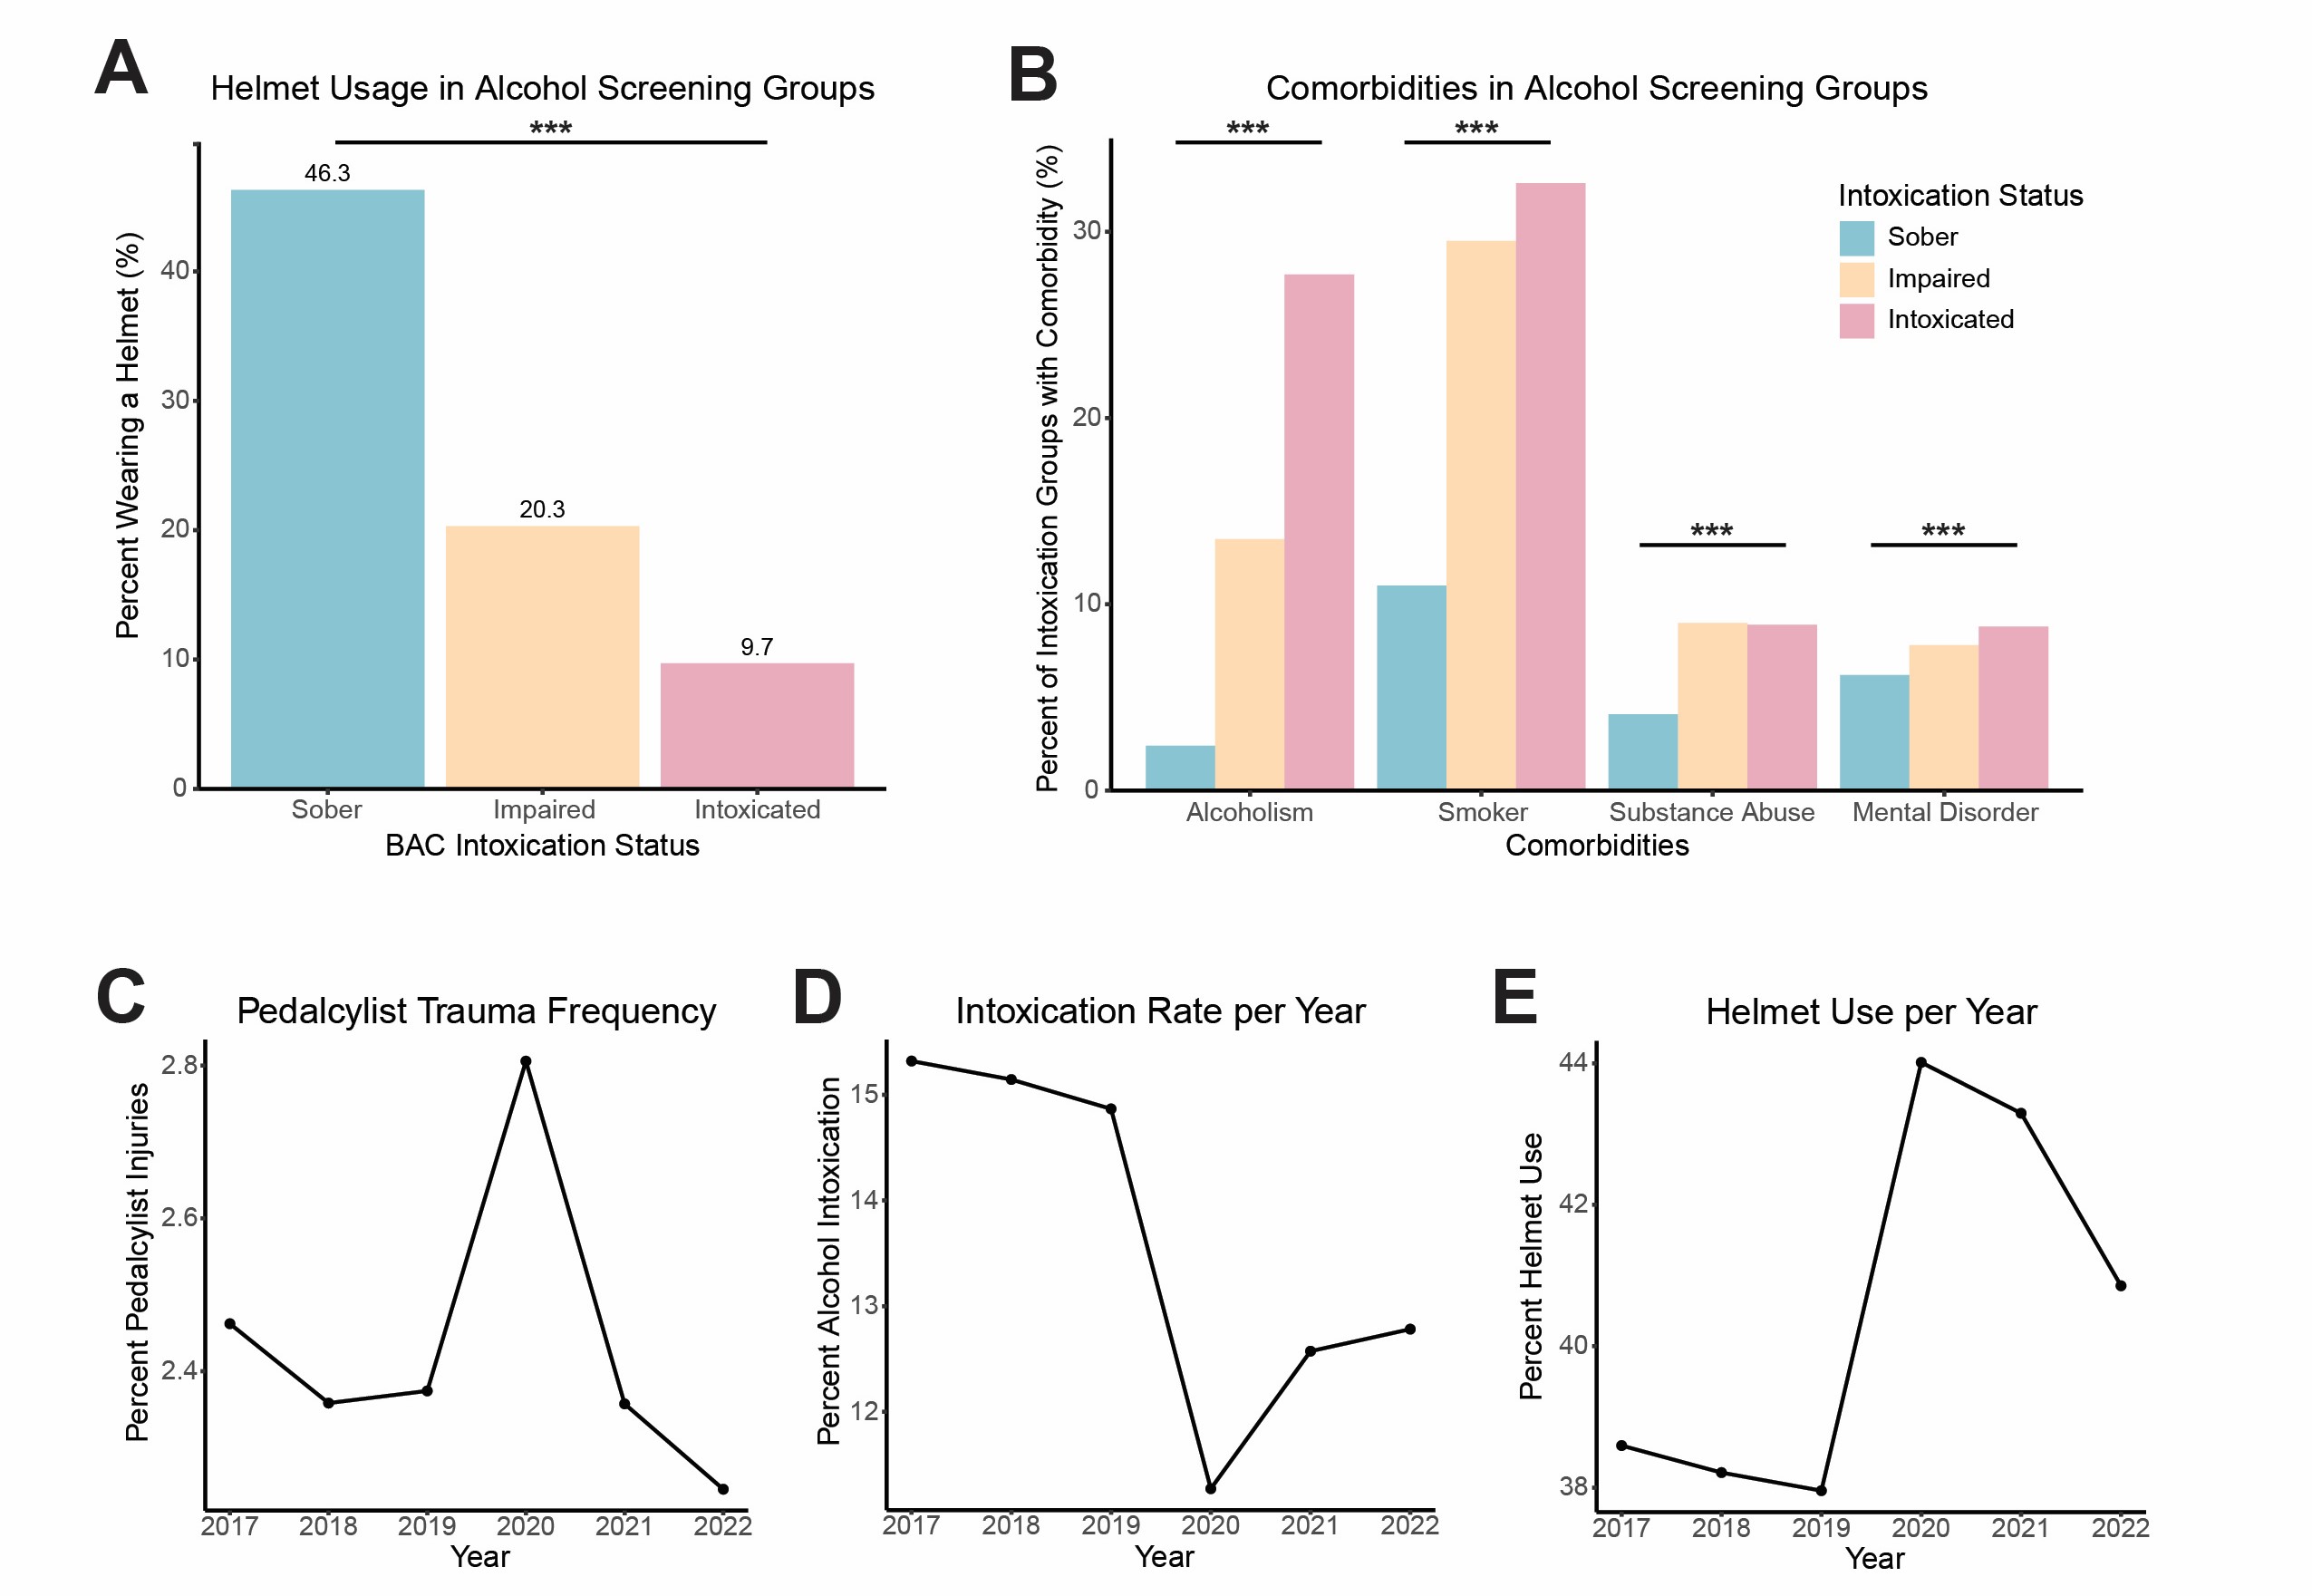 A
Helmet Usage in Alcohol Screening Groups
***
Percent Wearing a Helmet (%)
40
30
20
10
0
46.3
20.3
9.7
Sober
Impaired
Intoxicated
BAC Intoxication Status
B
Comorbidities in Alcohol Screening Groups
***
***
***
***
Percent of Intoxication Groups with Comorbidity (%)
30
20
10
0
Intoxication Status
Sober
Impaired
Intoxicated
Alcoholism
Smoker
Substance Abuse
Mental Disorder
Comorbidities
C
Pedalcylist Trauma Frequency
Percent Pedalcylist Injuries
2.8
2.6
2.4
2017 2018 2019 2020 2021 2022
Year
D
Intoxication Rate per Year
Percent Alcohol Intoxication
15
14
13
12
2017 2018 2019 2020 2021 2022
Year
E
Helmet Use per Year
Percent Helmet Use
44
42
40
38
2017 2018 2019 2020 2021 2022
Year